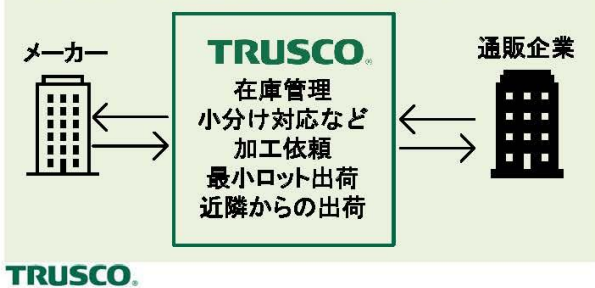 メーカー
TRUSCO®
在庫管理
小分け対応など
加工依頼
最小ロット出荷
近隣からの出荷
通販企業
TRUSCO®